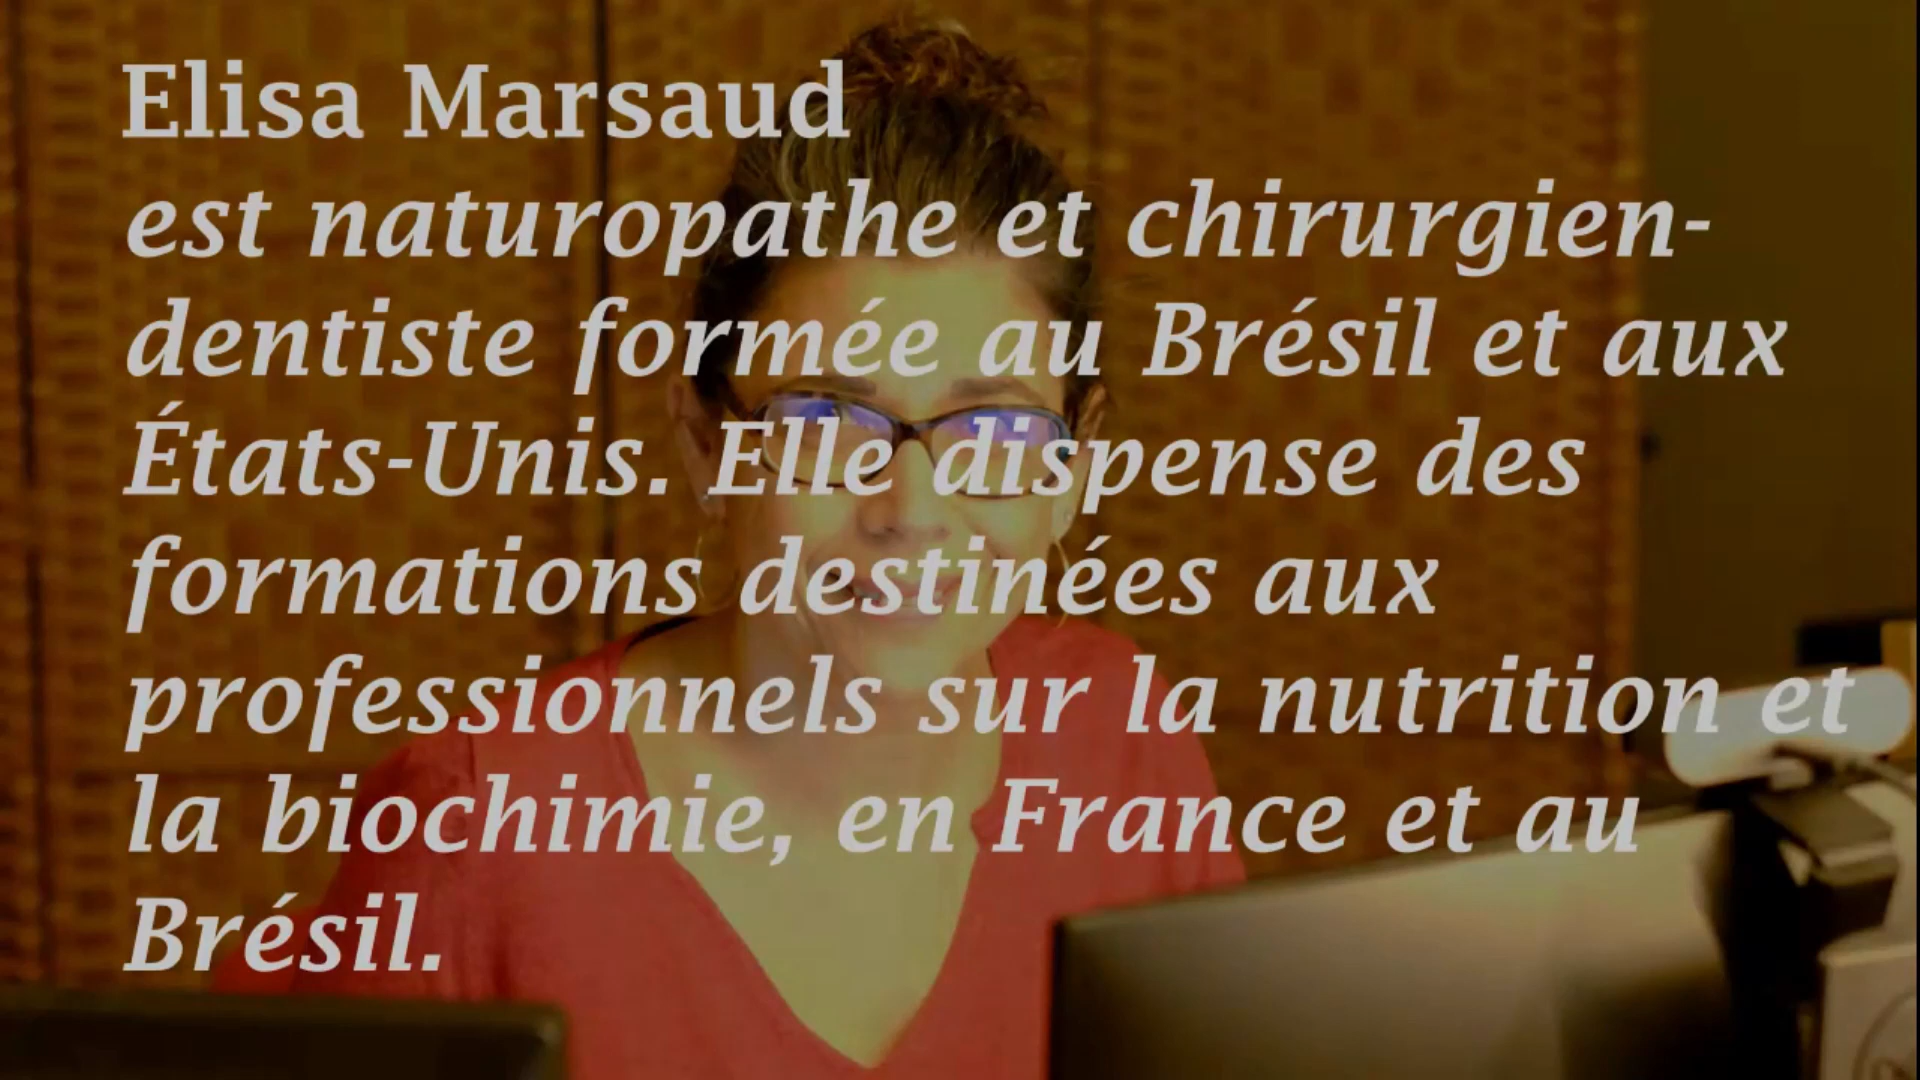 Elisa Marsaud
est naturopathe et chirurgien-
dentiste formée au Brésil et aux
États-Unis. Elle dispense des
formations destinées aux
professionnels sur la nutrition et
la biochimie, en France et au
Brésil.